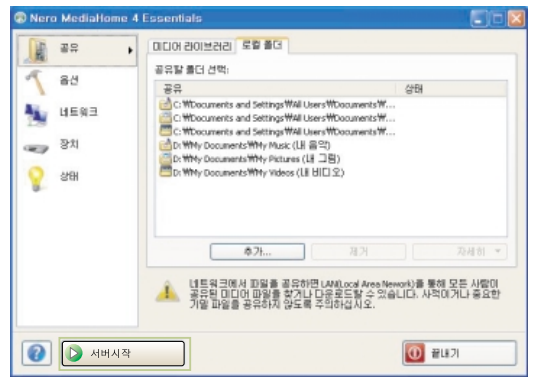 Nero MediaHome 4 Essentials
공유
옵션
네트워크
장치
상태
미디어 라이브러리 로컬 폴더
공유할 폴더 선택:
공유 상태
C:₩Documents and Settings₩All Users₩Documents₩...
C:₩Documents and Settings₩All Users₩Documents₩...
C:₩Documents and Settings₩All Users₩Documents₩...
D:₩My Documents₩My Music (내 음악)
D:₩My Documents₩My Pictures (내 그림)
D:₩My Documents₩My Videos (내 비디오)
추가... 제거 자세히
네트워크에서 파일을 공유하면 LAN(Local Area Nework)을 통해 모든 사람이
공유된 미디어 파일을 찾거나 다운로드할 수 있습니다. 사적이거나 중요한
기밀 파일을 공유하지 않도록 주의하십시오.
서버시작 끝내기